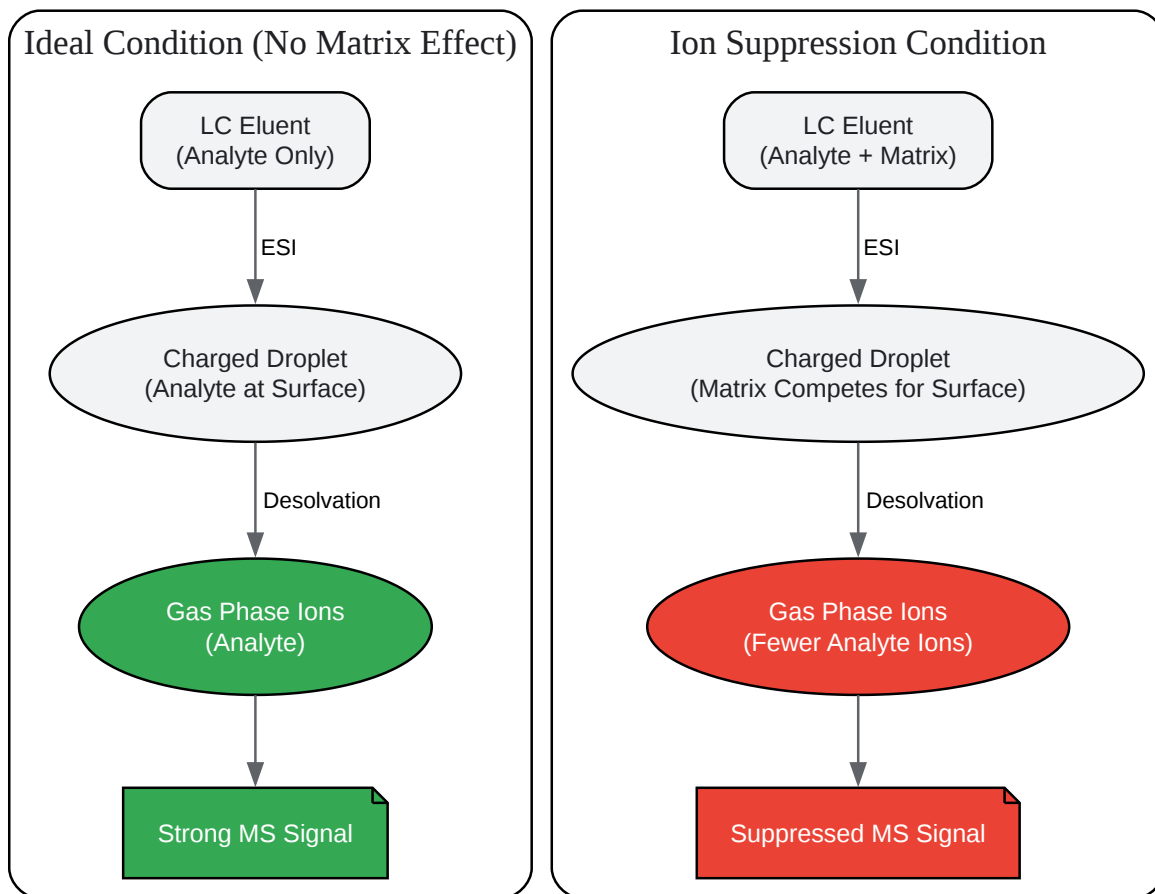 Ideal Condition (No Matrix Effect)
LC Eluent
(Analyte Only)
ESI
Charged Droplet
(Analyte at Surface)
Desolvation
Gas Phase Ions
(Analyte)
Strong MS Signal
Ion Suppression Condition
LC Eluent
(Analyte + Matrix)
ESI
Charged Droplet
(Matrix Competes for Surface)
Desolvation
Gas Phase Ions
(Fewer Analyte Ions)
Suppressed MS Signal